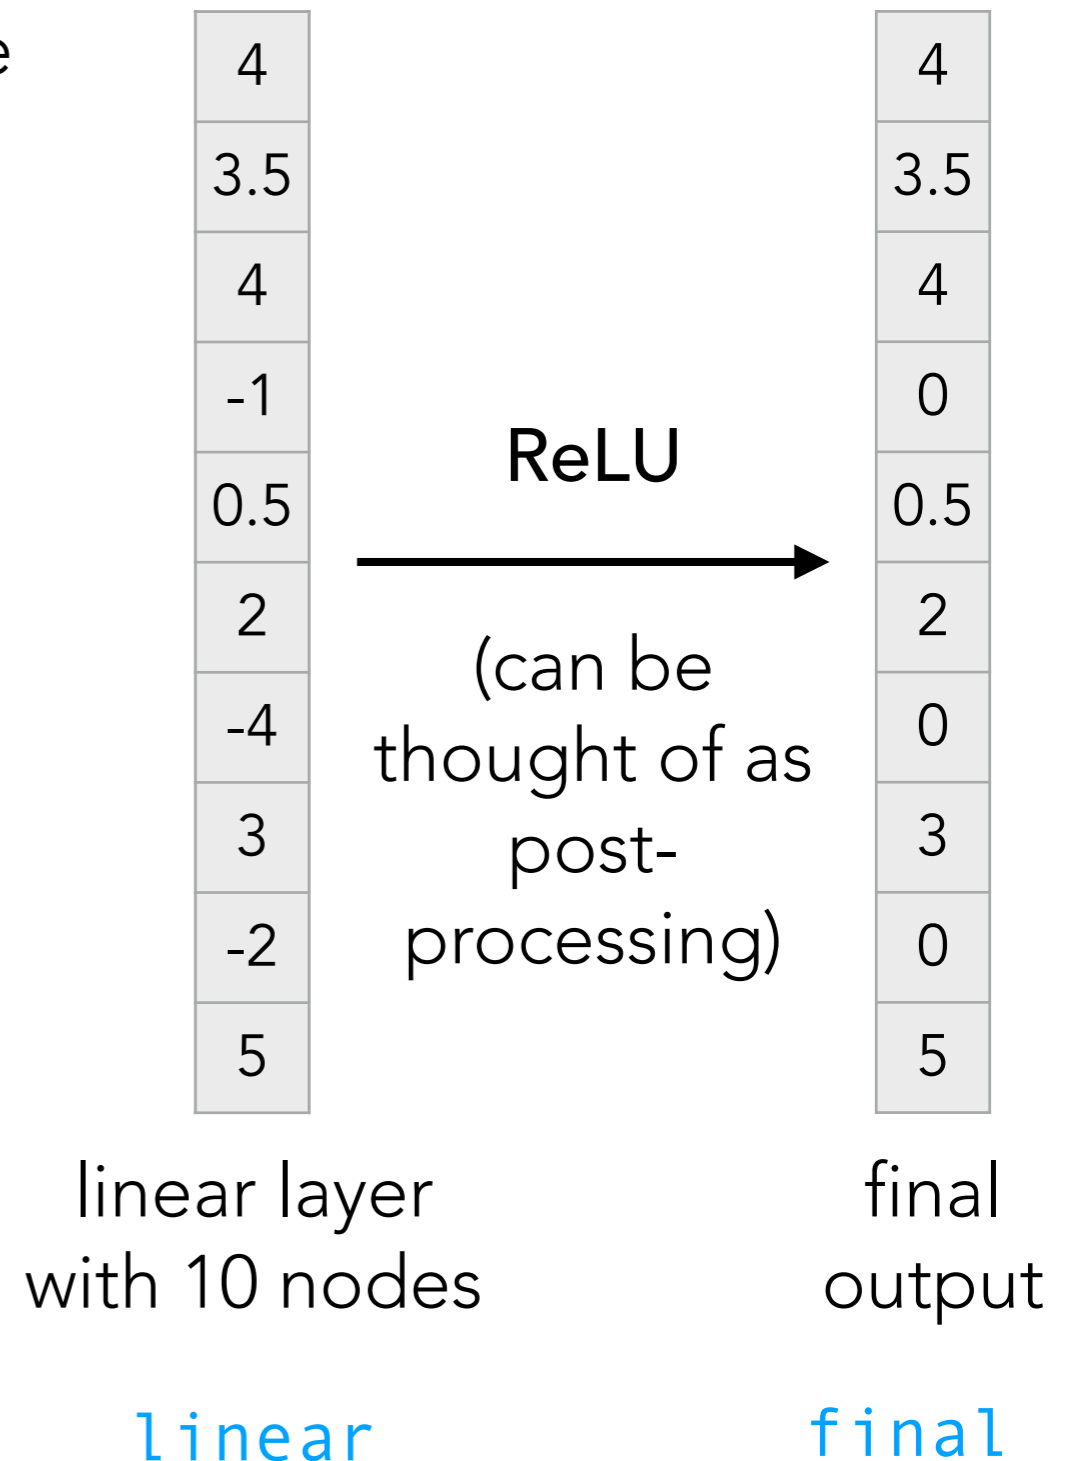 e
4
3.5
4
-1
0.5
2
-4
3
-2
5
ReLU
(can be
thought of as
post-
processing)
4
3.5
4
0
0.5
2
0
3
0
5
linear layer
with 10 nodes
final
output
linear
final